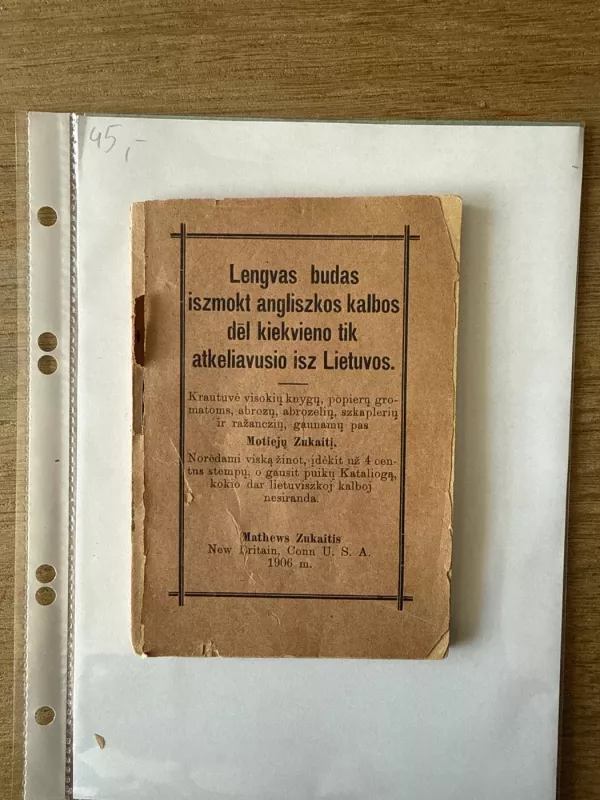 45,-
Lengvas budas
iszmokt angliszkos kalbos
dėl kiekvieno tik
atkeliavusio isz Lietuvos.
Krautuvė visokių knygų, popierų gro-
matoms, abrozų, abrozelių, szkaplerių
ir ražanczių, gaunamų pas
Motiejų Zukaitį.
Norėdami viską žinot, įdėkit už 4 cen-
tus stempų, o gausit puikų Kataliogą,
kokio dar lietuviszkoj kalboj
nesiranda.
Mathews Zukaitis
New Britain, Conn U. S. A.
1906 m.